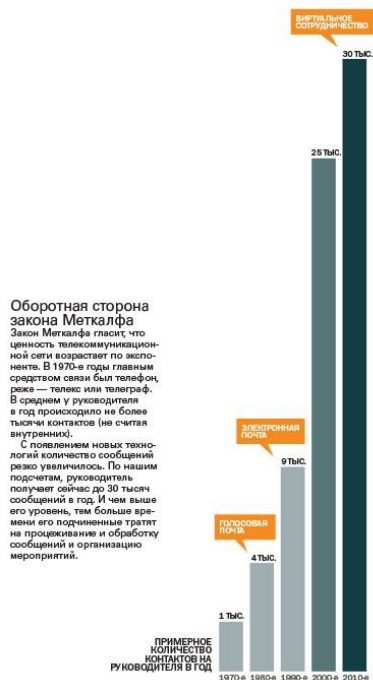 ВИРТУАЛЬНОЕ
СОТРУДНИЧЕСТВО
30 ТЫС.
25 ТЫС.
Оборотная сторона
закона Меткалфа
Закон Меткалфа гласит, что
ценность телекоммуникацион-
ной сети возрастает по экспо-
ненте. В 1970-е годы главным
средством связи был телефон,
реже — телекс или телеграф.
В среднем у руководителя
в год происходило не более
тысячи контактов (не считая
внутренних).
С появлением новых техно-
логий количество сообщений
резко увеличилось. По нашим
подсчетам, руководитель
получает сейчас до 30 тысяч
сообщений в год. И чем выше
его уровень, тем больше вре-
мени его подчиненные тратят
на процеживание и обработку
сообщений и организацию
мероприятий.
ЭЛЕКТРОННАЯ
ПОЧТА
9 ТЫС.
ГОЛОСОВАЯ
ПОЧТА
4 ТЫС.
1 ТЫС.
ПРИМЕРНОЕ
КОЛИЧЕСТВО
КОНТАКТОВ НА
РУКОВОДИТЕЛЯ В ГОД
1970-е 1980-е 1990-е 2000-е 2010-е